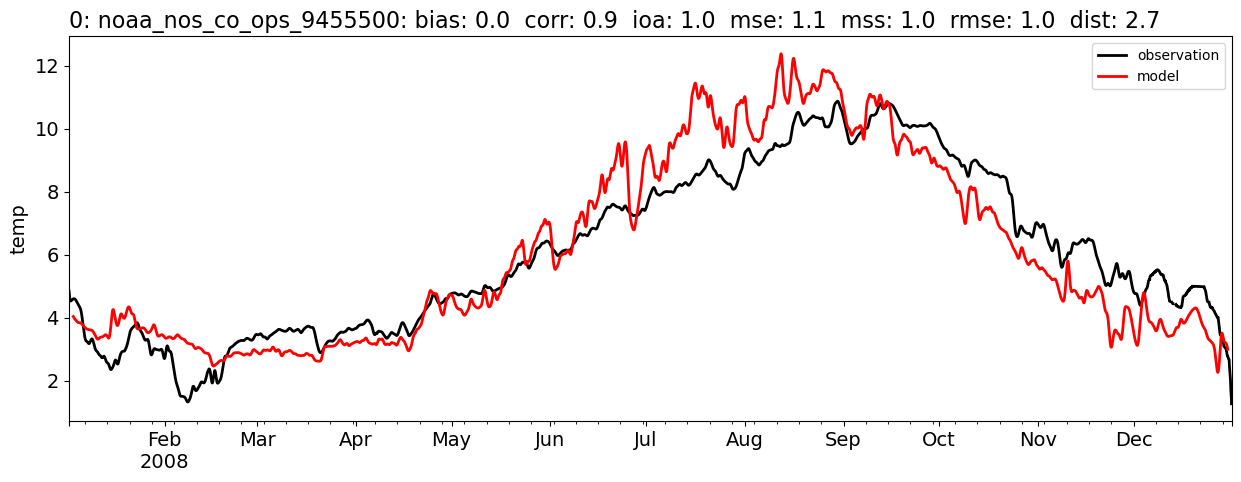 0: noaa_nos_co_ops_9455500: bias: 0.0  corr: 0.9  ioa: 1.0  mse: 1.1  mss: 1.0  rmse: 1.0  dist: 2.7
observation
model
12
10
8
6
4
2
temp
Feb Mar Apr May Jun Jul Aug Sep Oct Nov Dec
2008